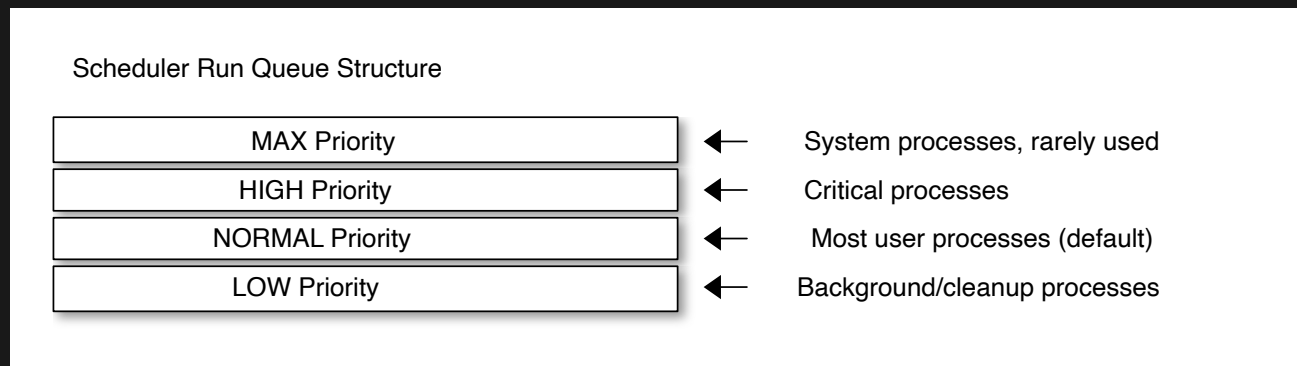 Scheduler Run Queue Structure
MAX Priority System processes, rarely used
HIGH Priority Critical processes
NORMAL Priority Most user processes (default)
LOW Priority Background/cleanup processes